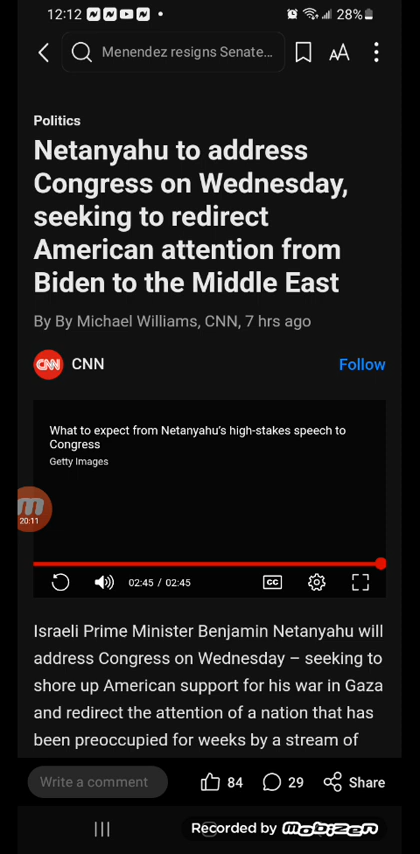 12:12 28%
Menendez resigns Senate...
Politics
Netanyahu to address
Congress on Wednesday,
seeking to redirect
American attention from
Biden to the Middle East
By By Michael Williams, CNN, 7 hrs ago
CNN CNN Follow
What to expect from Netanyahu's high-stakes speech to
Congress
Getty Images
20:11
02:45 / 02:45 CC
Israeli Prime Minister Benjamin Netanyahu will
address Congress on Wednesday – seeking to
shore up American support for his war in Gaza
and redirect the attention of a nation that has
been preoccupied for weeks by a stream of
Write a comment 84 29 Share
Recorded by mobizen